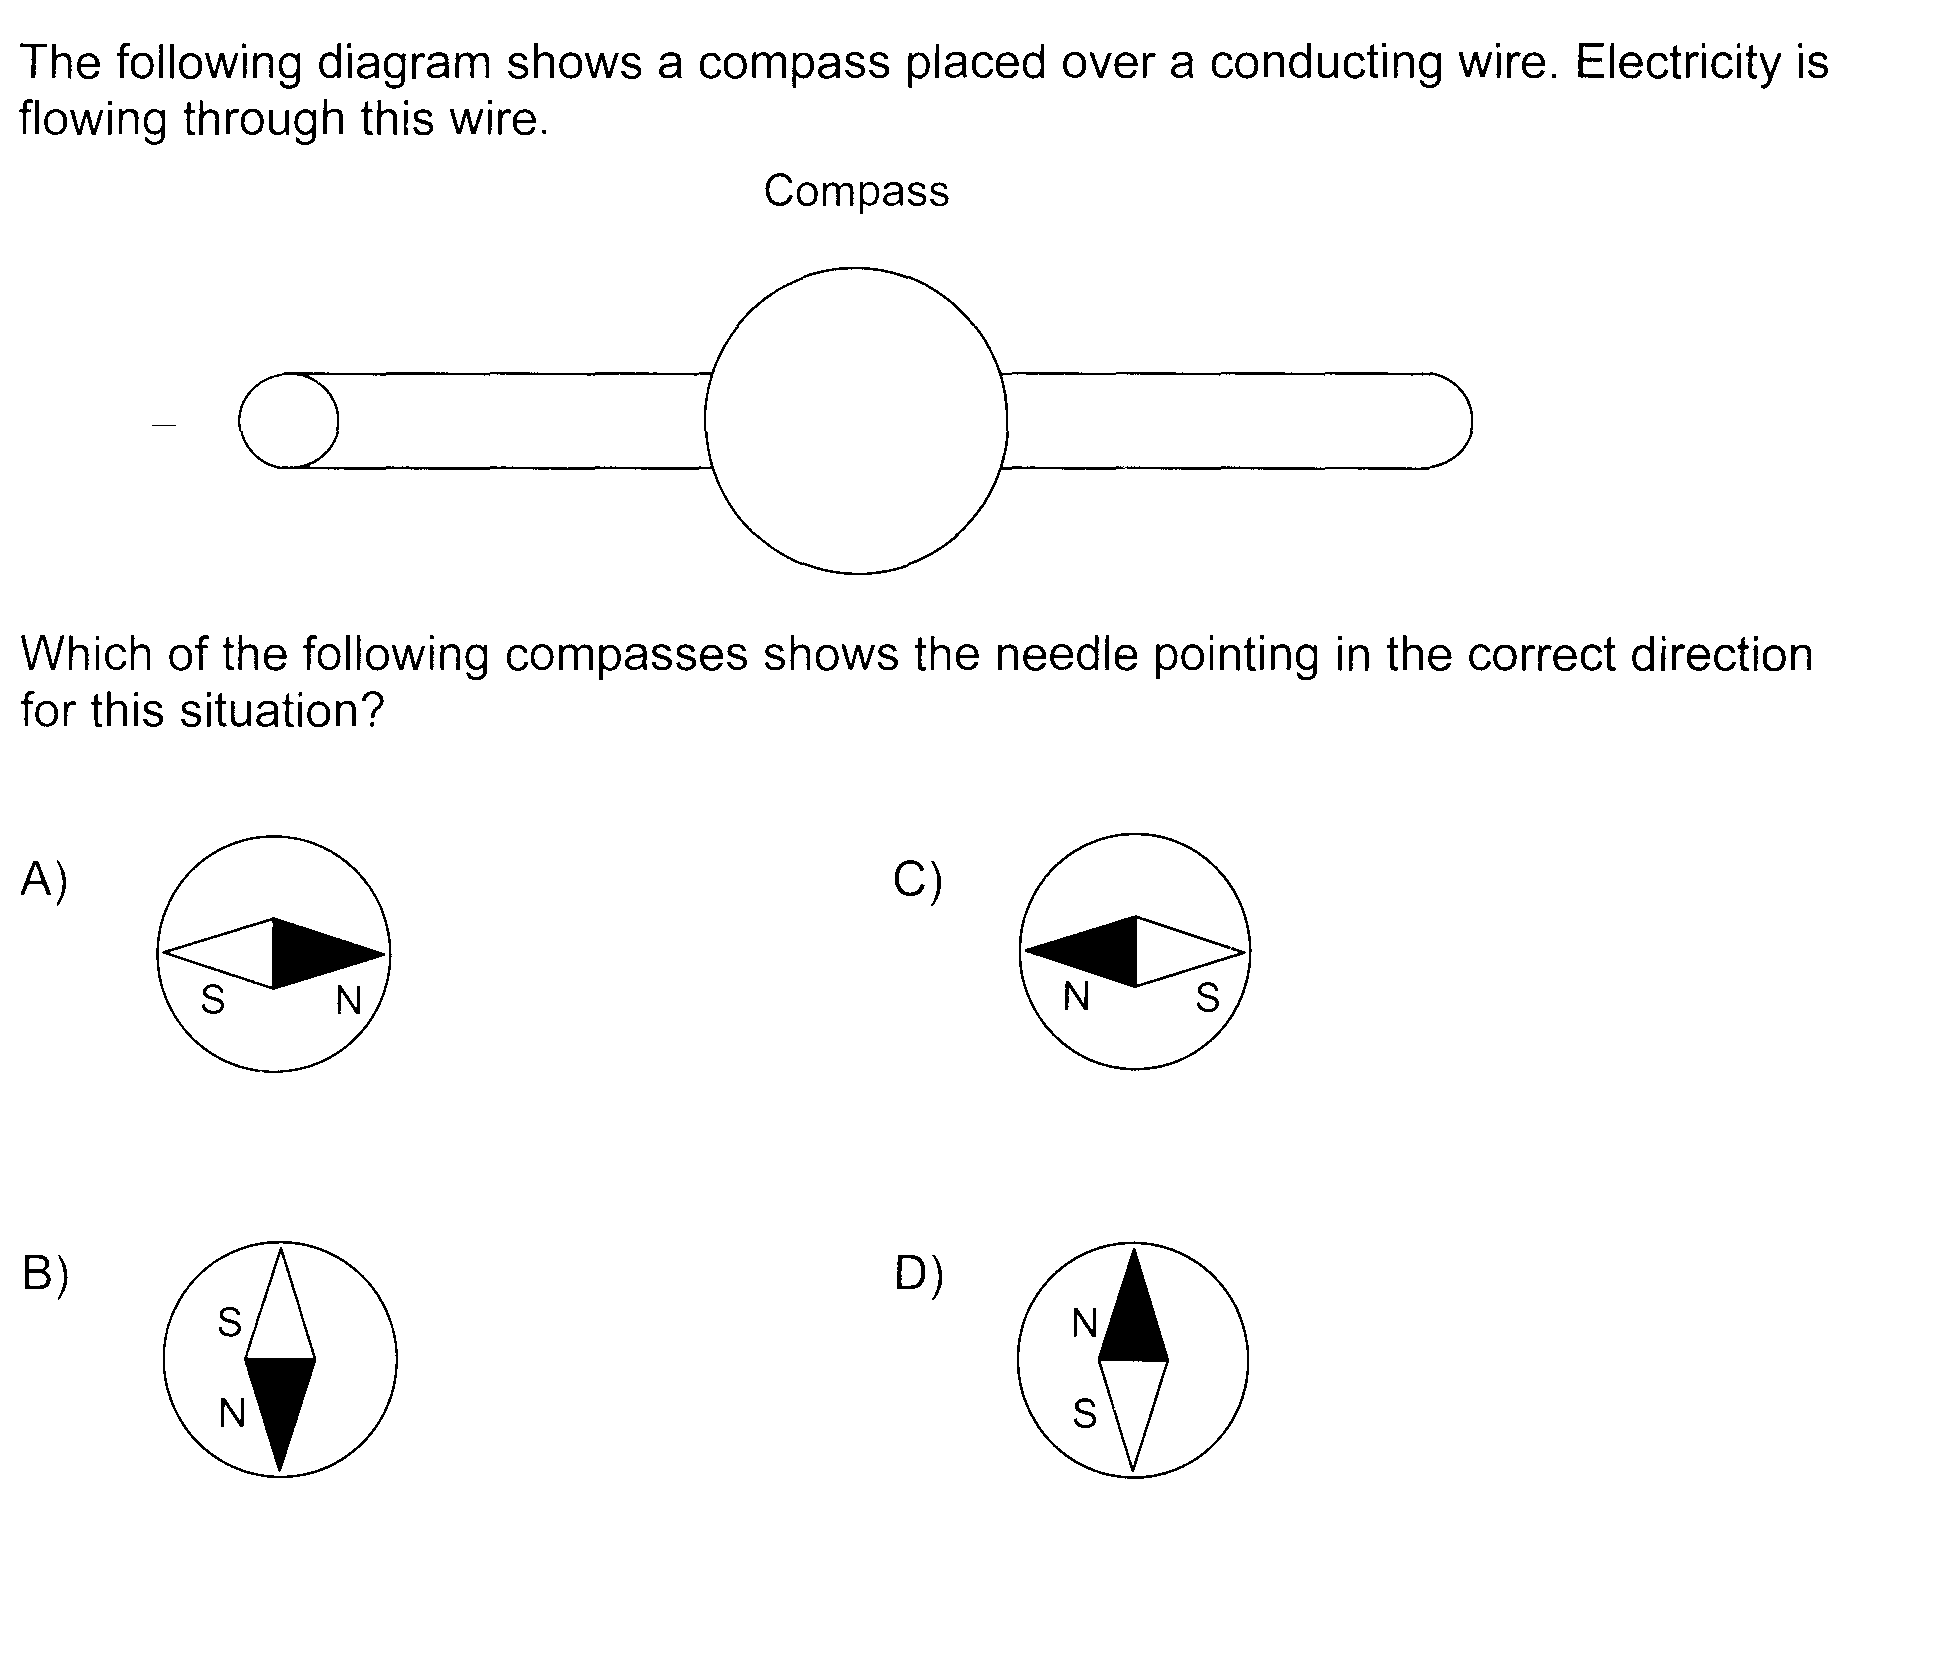 The following diagram shows a compass placed over a conducting wire. Electricity is
flowing through this wire.
Compass
–
Which of the following compasses shows the needle pointing in the correct direction
for this situation?
A)
S N
C)
N S
B)
S
N
D)
N
S